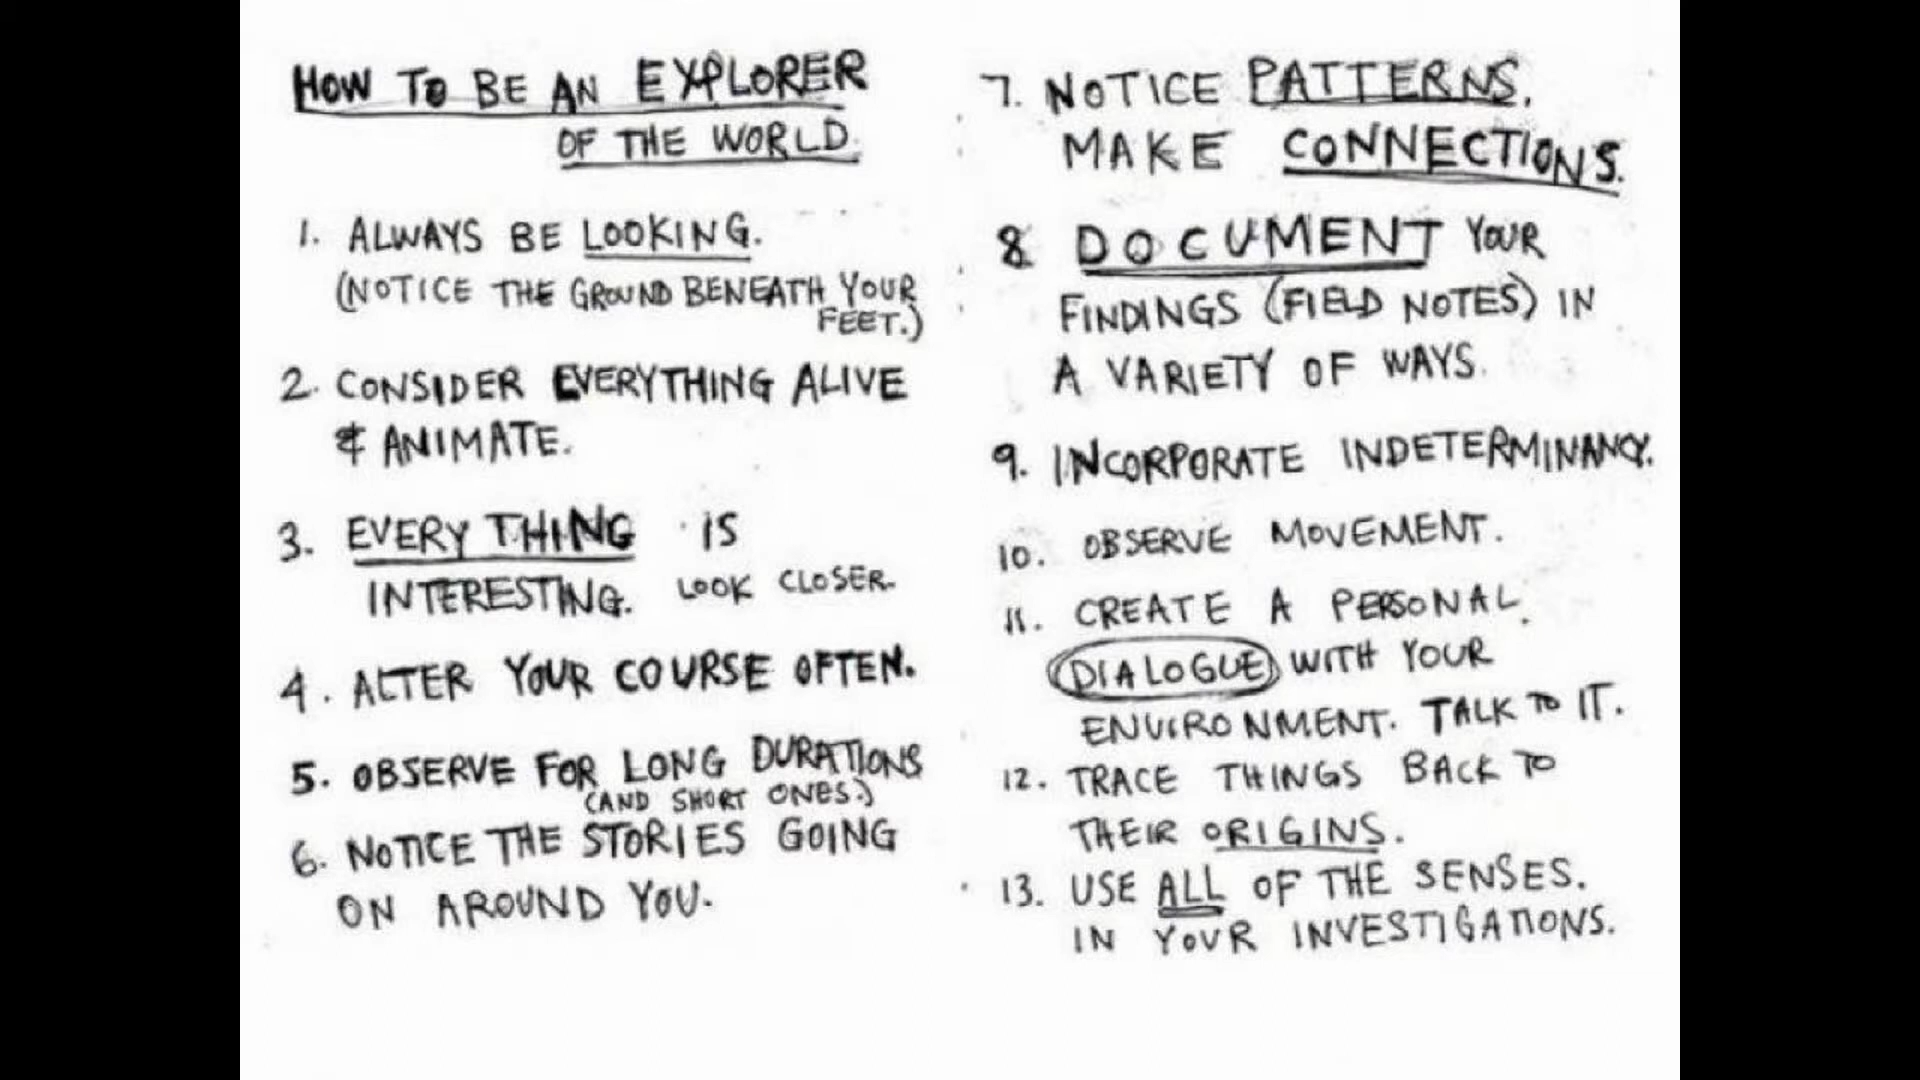 HOW TO BE AN EXPLORER
OF THE WORLD.
1. ALWAYS BE LOOKING.
(NOTICE THE GROUND BENEATH YOUR
FEET.)
2. CONSIDER EVERYTHING ALIVE
& ANIMATE.
3. EVERY THING IS
INTERESTING. LOOK CLOSER.
4. ALTER YOUR COURSE OFTEN.
5. OBSERVE FOR LONG DURATIONS
(AND SHORT ONES.)
6. NOTICE THE STORIES GOING
ON AROUND YOU.
7. NOTICE PATTERNS.
MAKE CONNECTIONS.
8 DOCUMENT YOUR
FINDINGS (FIELD NOTES) IN
A VARIETY OF WAYS.
9. INCORPORATE INDETERMINANCY.
10. OBSERVE MOVEMENT.
11. CREATE A PERSONAL
DIALOGUE WITH YOUR
ENVIRONMENT. TALK TO IT.
12. TRACE THINGS BACK TO
THEIR ORIGINS.
13. USE ALL OF THE SENSES.
IN YOUR INVESTIGATIONS.